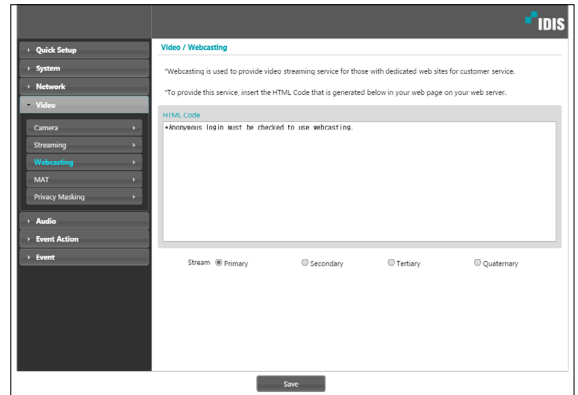 IDIS
Quick Setup
System
Network
Video
Camera
Streaming
Webcasting
MAT
Privacy Masking
Audio
Event Action
Event
Video / Webcasting
*Webcasting is used to provide video streaming service for those with dedicated web sites for customer service.
*To provide this service, insert the HTML Code that is generated below in your web page on your web server.
HTML Code
*Anonymous login must be checked to use webcasting.
Stream Primary Secondary Tertiary Quaternary
Save